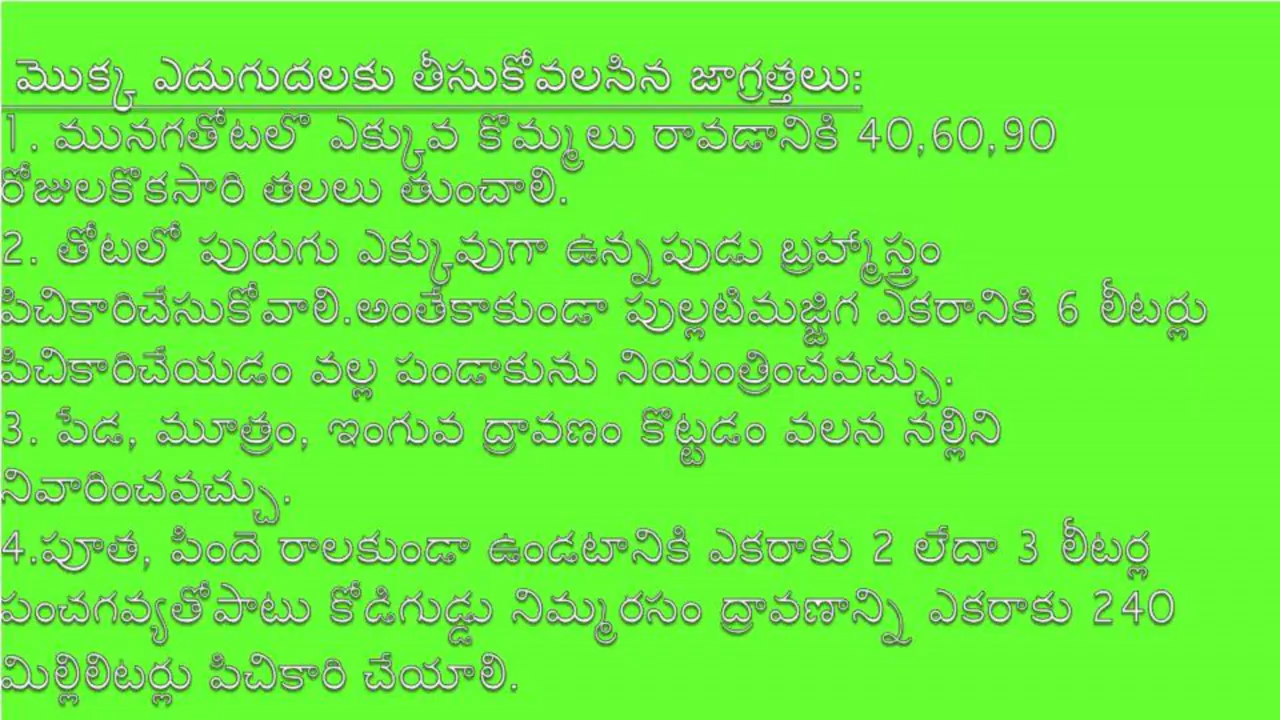 మొక్క ఎదుగుదలకు తీసుకోవలసిన జాగ్రత్తలు:
1. మునగతోటలో ఎక్కువ కొమ్మలు రావడానికి 40,60,90
రోజులకొకసారి తలలు తుంచాలి.
2. తోటలో పురుగు ఎక్కువుగా ఉన్నపుడు బ్రహ్మాస్త్రం
పిచికారిచేసుకోవాలి.అంతేకాకుండా పుల్లటిమజ్జిగ ఎకరానికి 6 లీటర్లు
పిచికారిచేయడం వల్ల పండాకును నియంత్రించవచ్చు.
3. పేడ, మూత్రం, ఇంగువ ద్రావణం కొట్టడం వలన నల్లిని
నివారించవచ్చు.
4.పూత, పిందె రాలకుండా ఉండటానికి ఎకరాకు 2 లేదా 3 లీటర్ల
పంచగవ్యతోపాటు కోడిగుడ్డు నిమ్మరసం ద్రావణాన్ని ఎకరాకు 240
మిల్లిలిటర్లు పిచికారి చేయాలి.